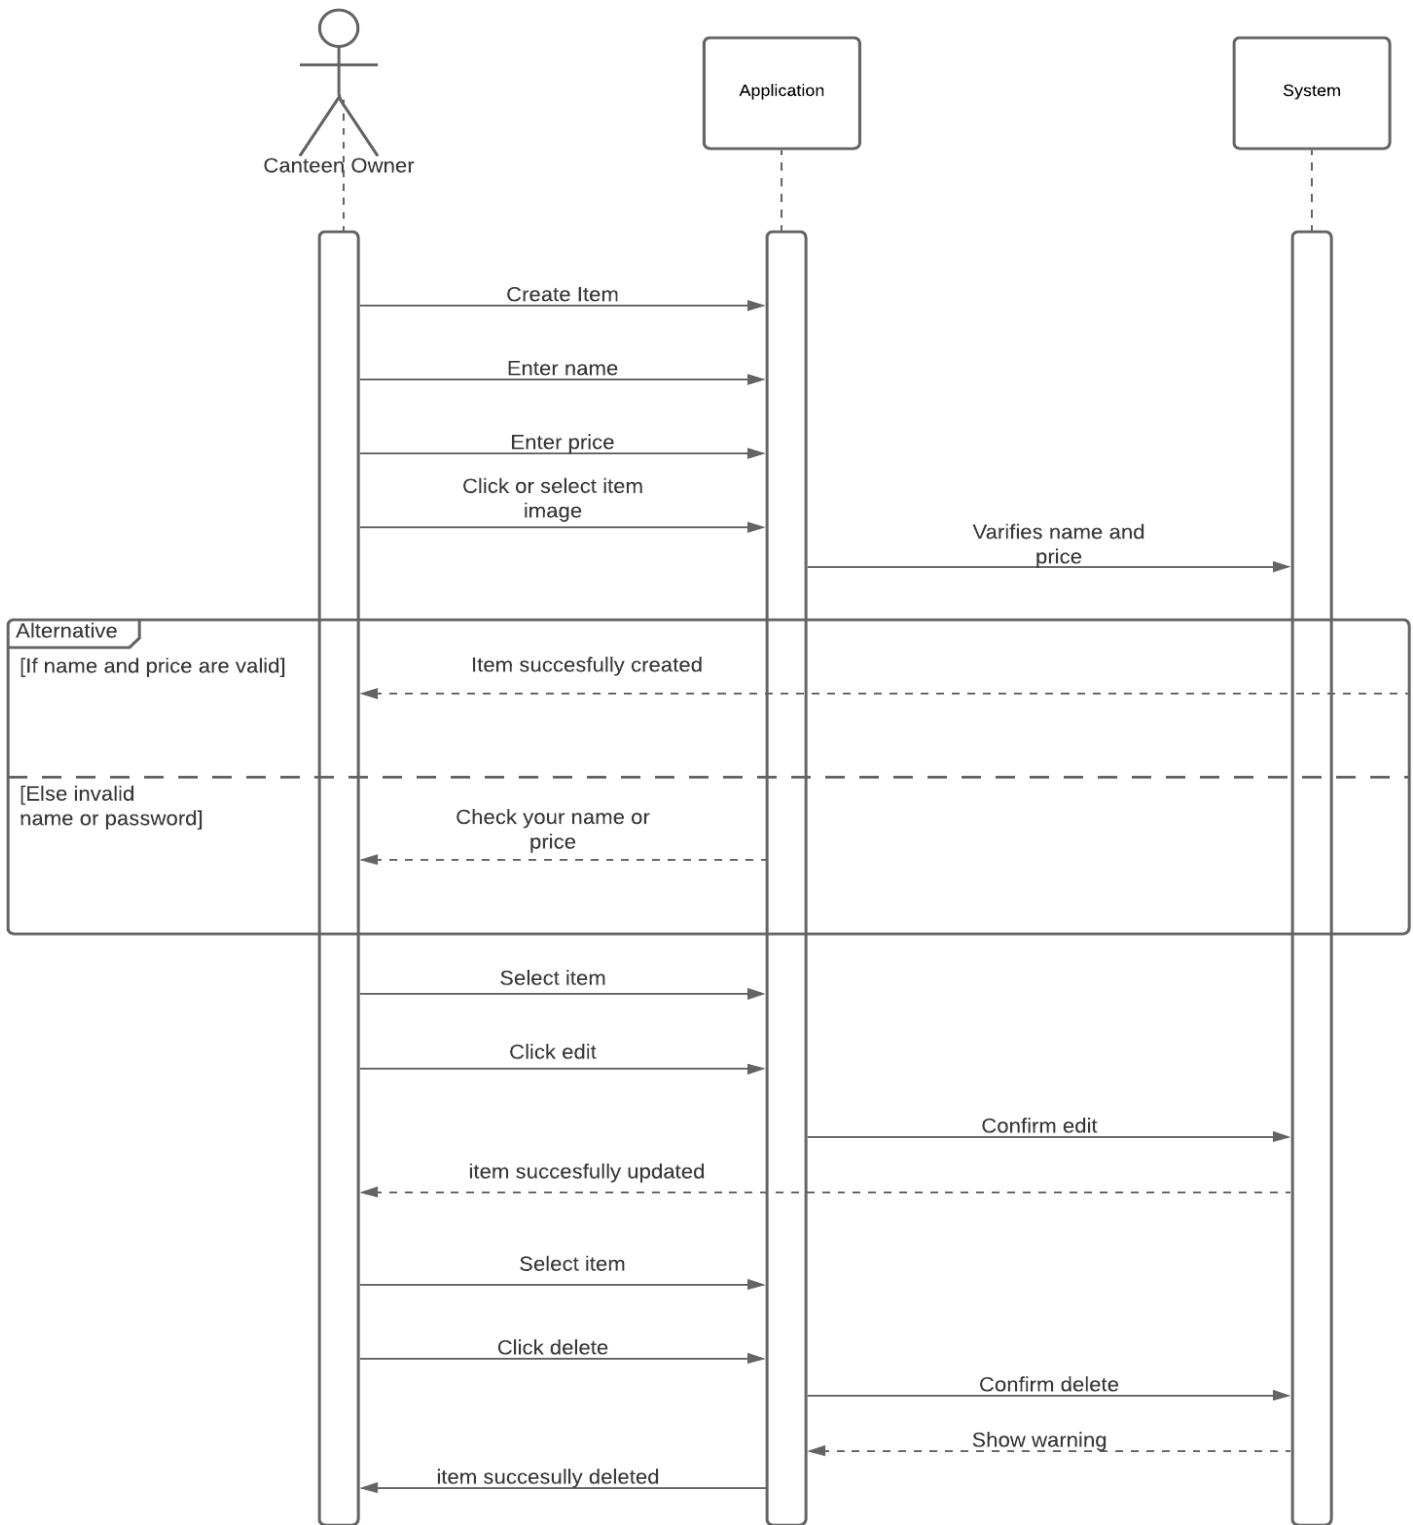 Canteen Owner
Application
System
Create Item
Enter name
Enter price
Click or select item
image
Varifies name and
price
Alternative
[If name and price are valid]
Item succesfully created
[Else invalid
name or password]
Check your name or
price
Select item
Click edit
Confirm edit
item succesfully updated
Select item
Click delete
Confirm delete
Show warning
item succesully deleted